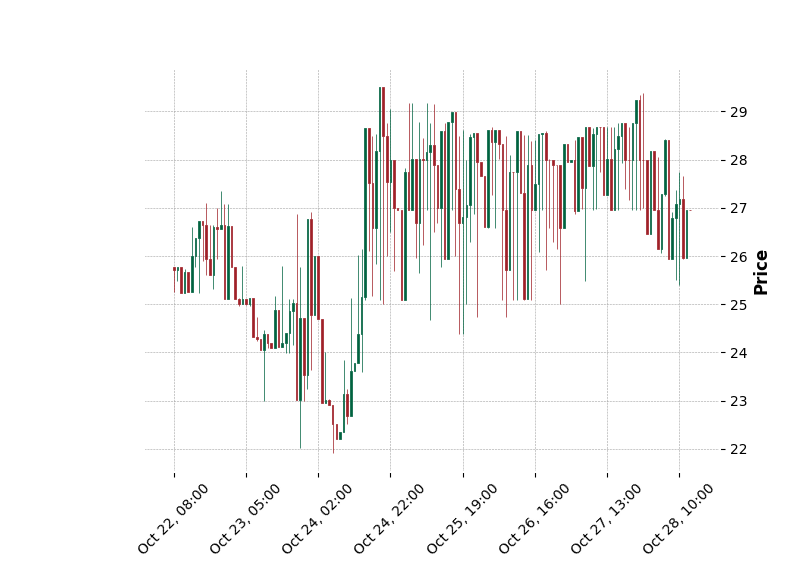 29
28
27
26
25
24
23
22
Price
Oct 22, 08:00
Oct 23, 05:00
Oct 24, 02:00
Oct 24, 22:00
Oct 25, 19:00
Oct 26, 16:00
Oct 27, 13:00
Oct 28, 10:00